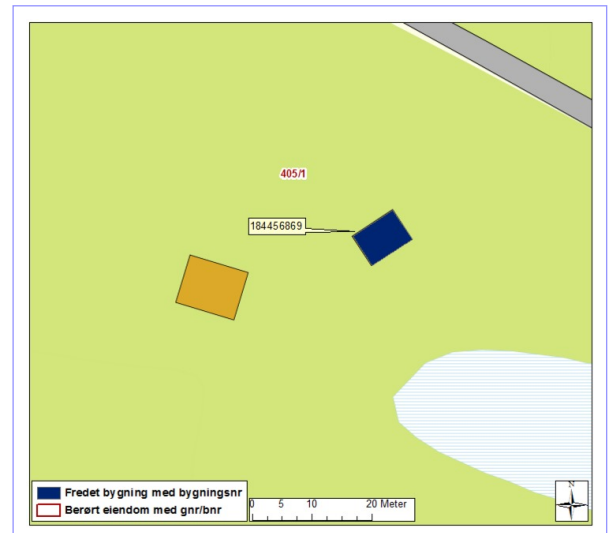 405/1
184456869
Fredet bygning med bygningsnr
Berørt eiendom med gnr/bnr
0 5 10 20 Meter
N